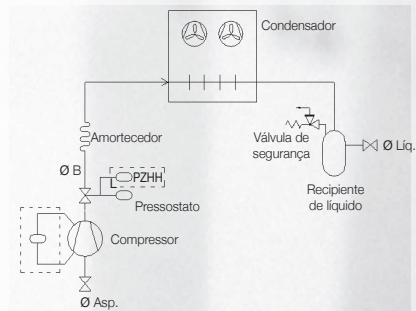 Condensador
Amortecedor
Válvula de
segurança
Ø Líq.
Ø B
PZHH
Recipiente
de líquido
Pressostato
Compressor
Ø Asp.